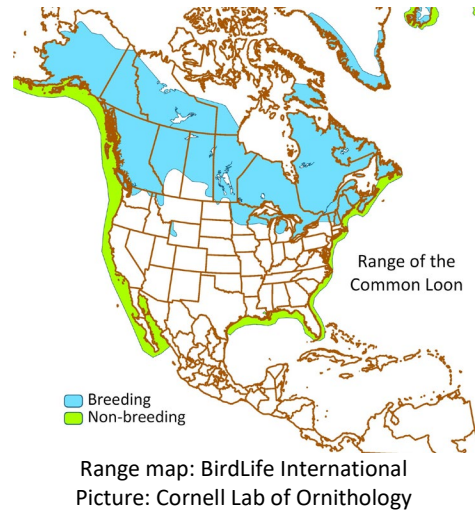 Range of the
Common Loon
Breeding
Non-breeding
Range map: BirdLife International
Picture: Cornell Lab of Ornithology